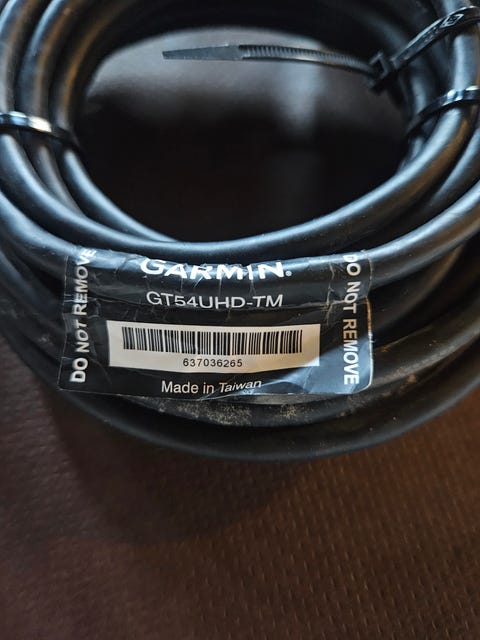 GARMIN®
GT54UHD-TM
637036265
Made in Taiwan
DO NOT REMOVE
DO NOT REMOVE